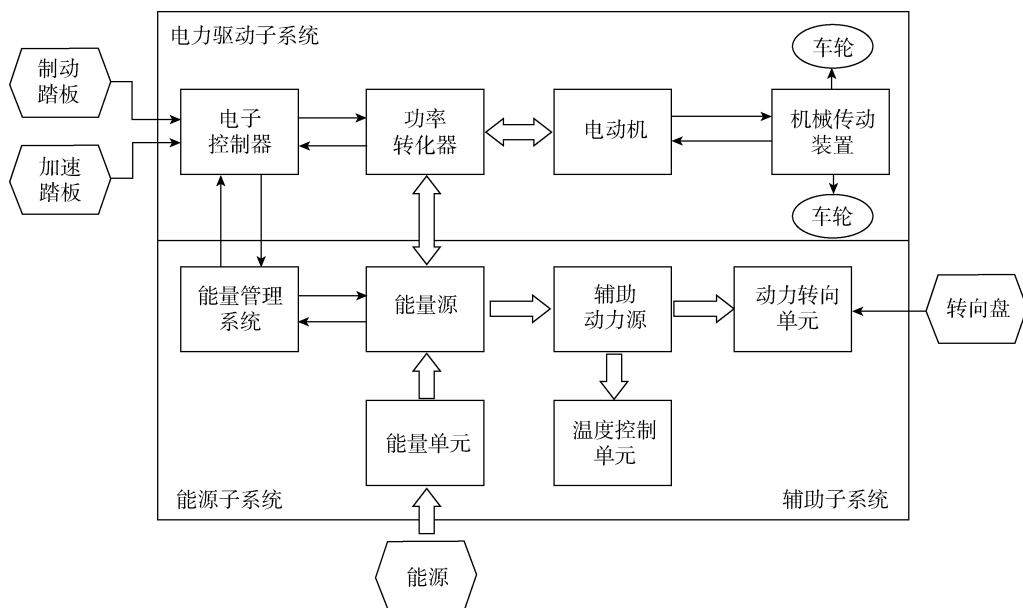 电力驱动子系统
车轮
制动
踏板
电子
控制器
功率
转化器
电动机
机械传动
装置
加速
踏板
车轮
能量管理
系统
能量源
辅助
动力源
动力转向
单元
转向盘
能量单元
温度控制
单元
能源子系统
辅助子系统
能源